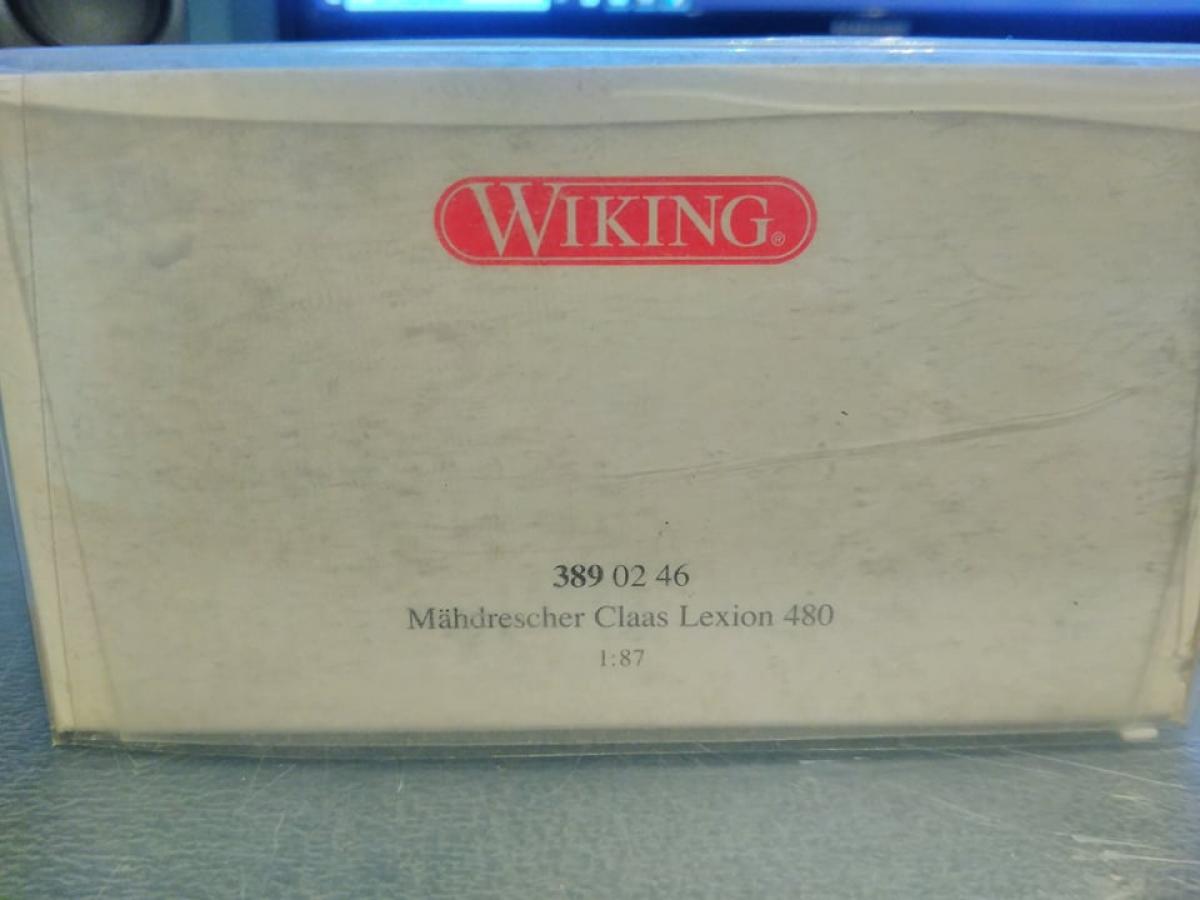 WIKING®
389 02 46
Mähdrescher Claas Lexion 480
1:87